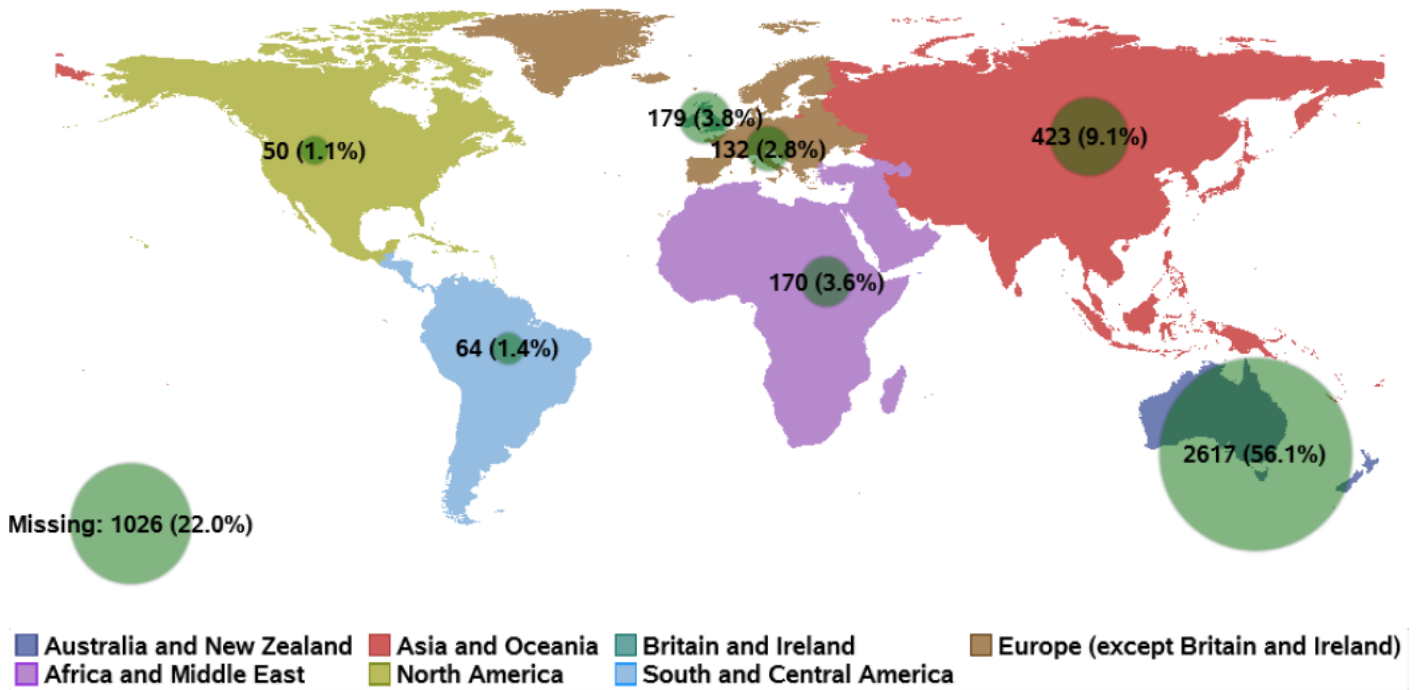 179 (3.8%)
423 (9.1%)
50 (1.1%)
132 (2.8%)
170 (3.6%)
64 (1.4%)
2617 (56.1%)
Missing: 1026 (22.0%)
Australia and New Zealand
Asia and Oceania
Britain and Ireland
Europe (except Britain and Ireland)
Africa and Middle East
North America
South and Central America